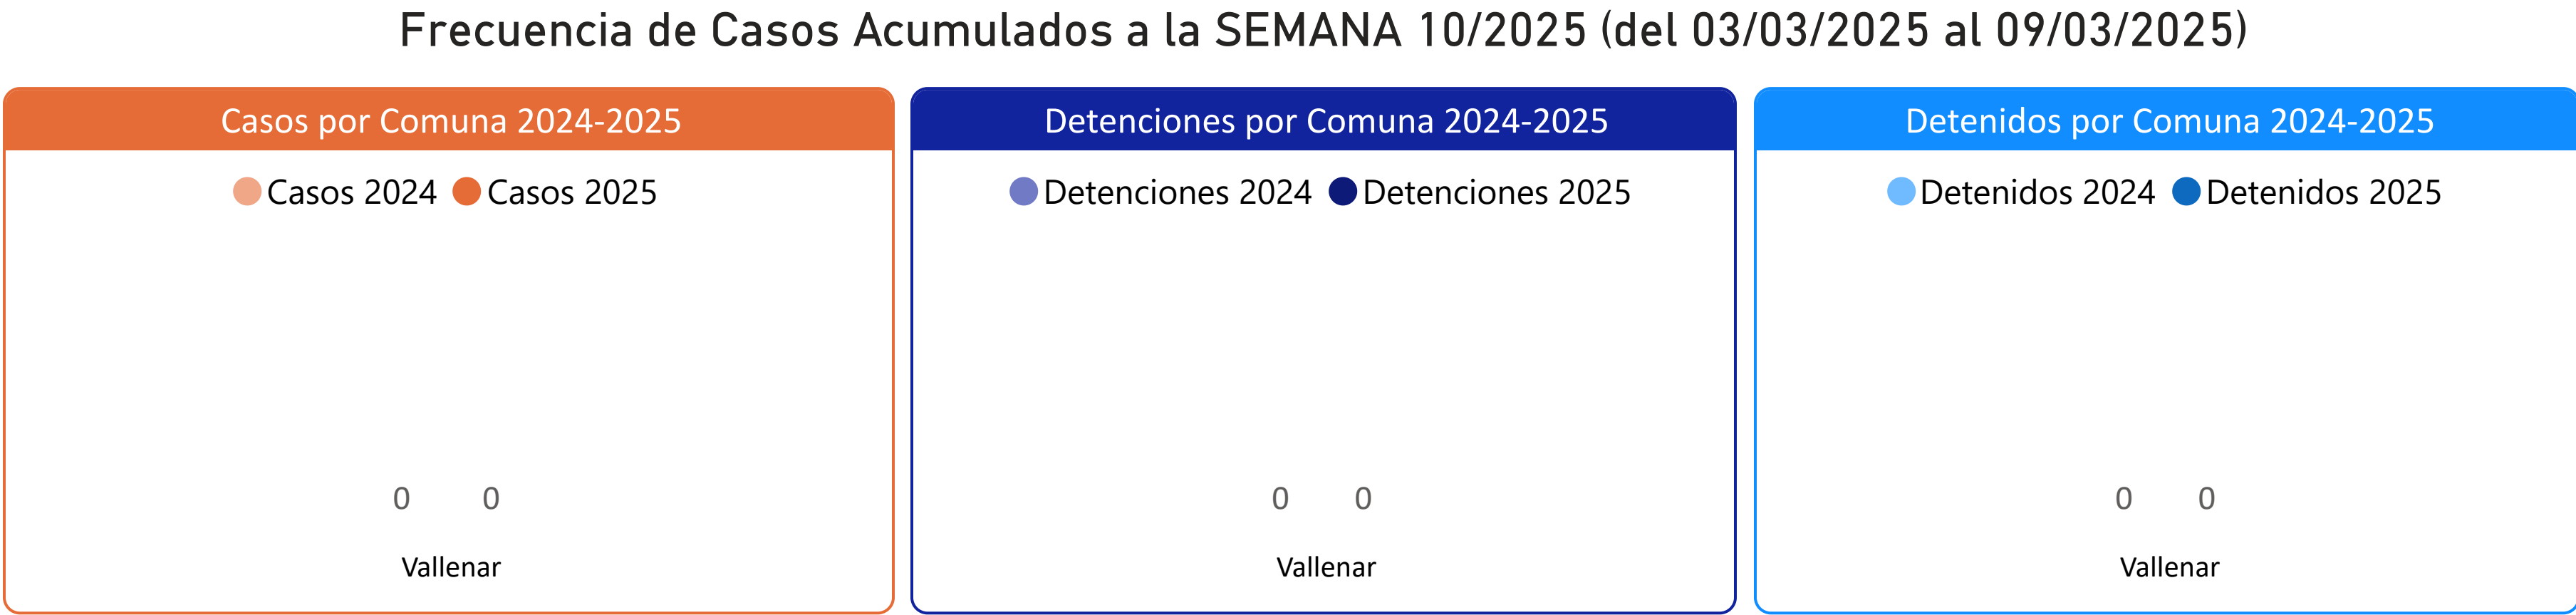 Frecuencia de Casos Acumulados a la SEMANA 10/2025 (del 03/03/2025 al 09/03/2025)
Casos por Comuna 2024-2025
Casos 2024 Casos 2025
0 0
Vallenar
Detenciones por Comuna 2024-2025
Detenciones 2024 Detenciones 2025
0 0
Vallenar
Detenidos por Comuna 2024-2025
Detenidos 2024 Detenidos 2025
0 0
Vallenar